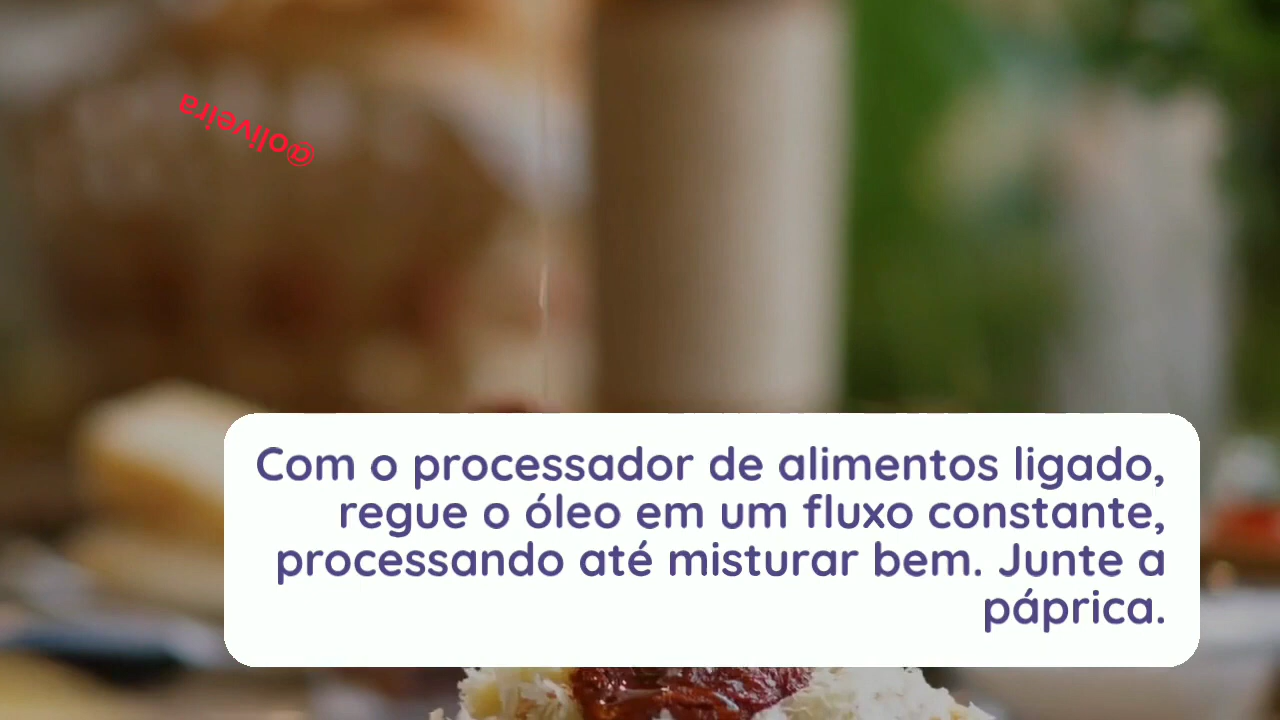 @oliveira
Com o processador de alimentos ligado,
regue o óleo em um fluxo constante,
processando até misturar bem. Junte a
páprica.